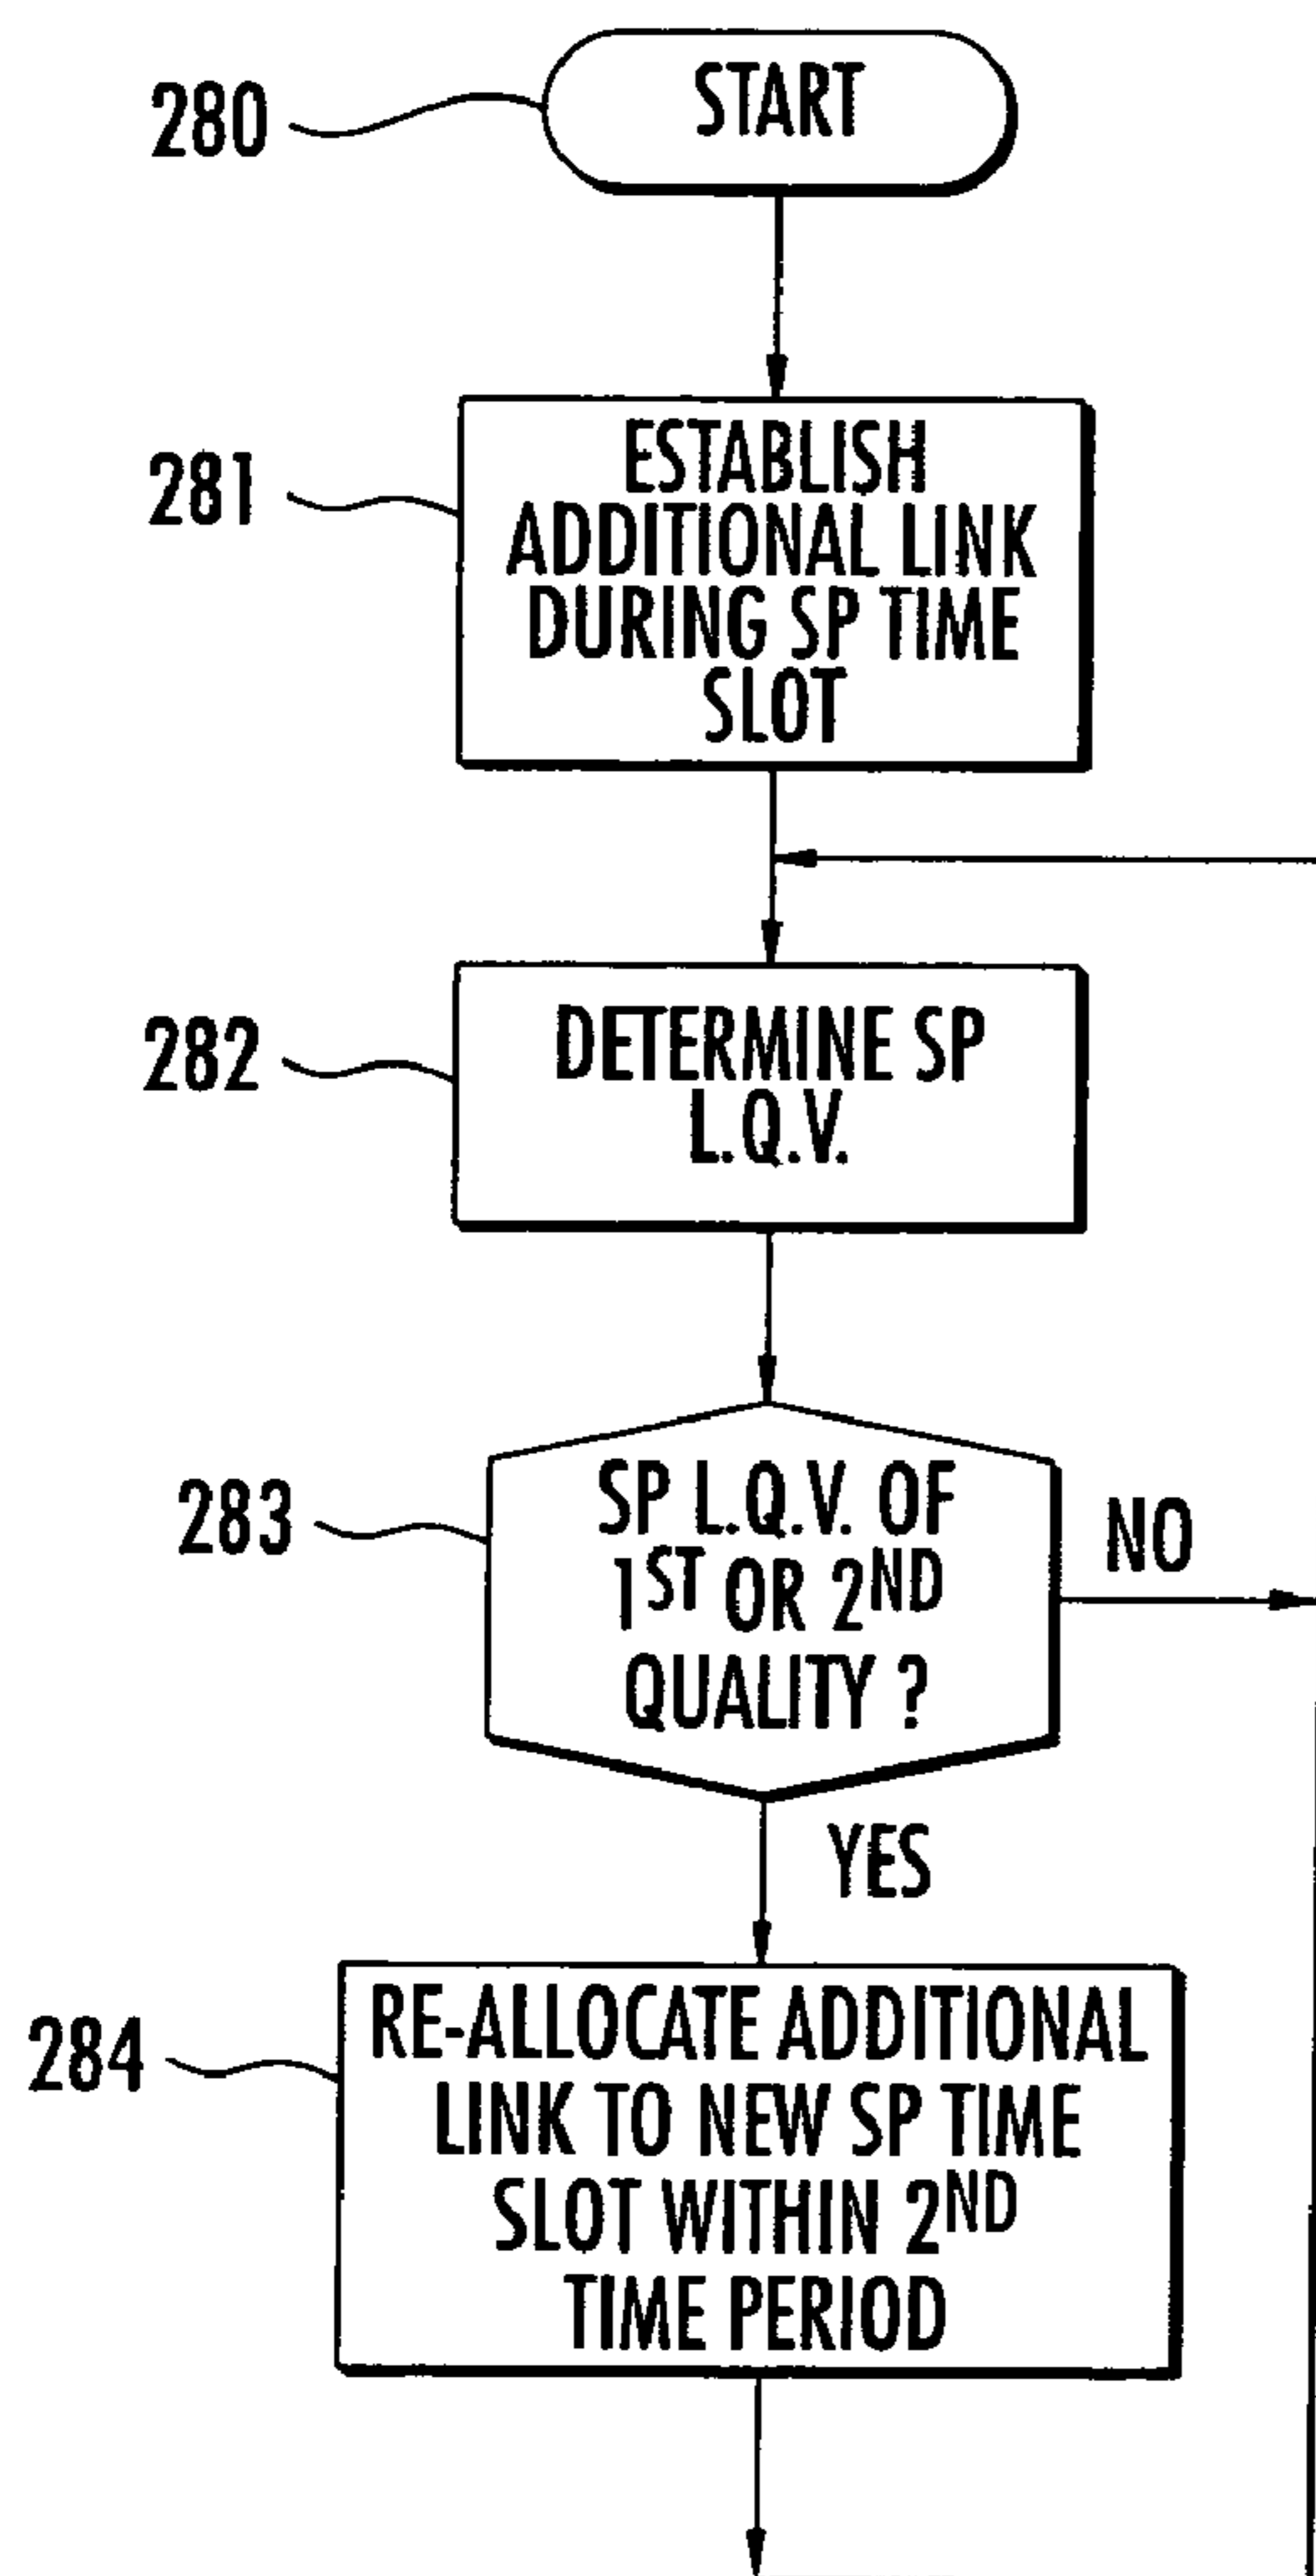 280
START
281
ESTABLISH
ADDITIONAL LINK
DURING SP TIME
SLOT
282
DETERMINE SP
L.Q.V.
283
SP L.Q.V. OF
1ST OR 2ND
QUALITY ?
NO
YES
284
RE-ALLOCATE ADDITIONAL
LINK TO NEW SP TIME
SLOT WITHIN 2ND
TIME PERIOD